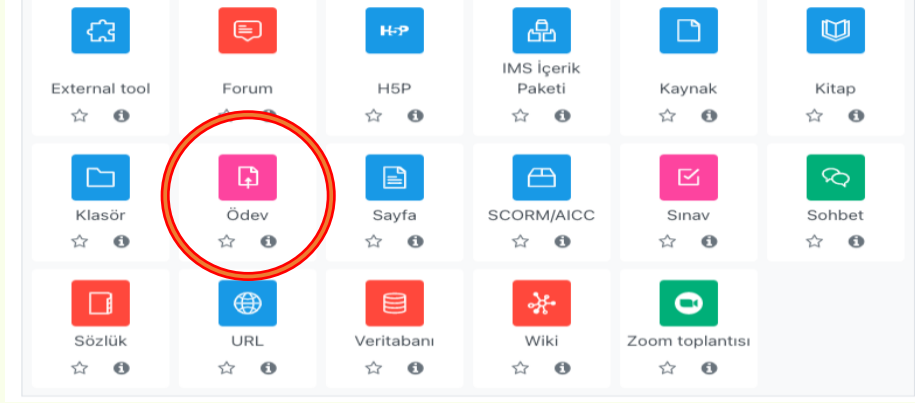 H-P
External tool
Forum
H5P
IMS İçerik
Paketi
Kaynak
Kitap
Klasör
Ödev
Sayfa
SCORM/AICC
Sınav
Sohbet
Sözlük
URL
Veritabanı
Wiki
Zoom toplantısı